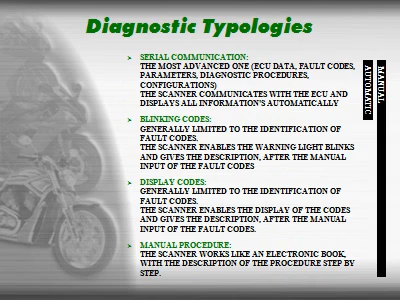 Diagnostic Typologies
SERIAL COMMUNICATION:
THE MOST ADVANCED ONE (ECU DATA, FAULT CODES,
PARAMETERS, DIAGNOSTIC PROCEDURES,
CONFIGURATIONS)
THE SCANNER COMMUNICATES WITH THE ECU AND
DISPLAYS ALL INFORMATION'S AUTOMATICALLY
BLINKING CODES:
GENERALLY LIMITED TO THE IDENTIFICATION OF
FAULT CODES.
THE SCANNER ENABLES THE WARNING LIGHT BLINKS
AND GIVES THE DESCRIPTION, AFTER THE MANUAL
INPUT OF THE FAULT CODES
DISPLAY CODES:
GENERALLY LIMITED TO THE IDENTIFICATION OF
FAULT CODES.
THE SCANNER ENABLES THE DISPLAY OF THE CODES
AND GIVES THE DESCRIPTION, AFTER THE MANUAL
INPUT OF THE FAULT CODES.
MANUAL PROCEDURE:
THE SCANNER WORKS LIKE AN ELECTRONIC BOOK,
WITH THE DESCRIPTION OF THE PROCEDURE STEP BY
STEP.
MANUAL
AUTOMATIC